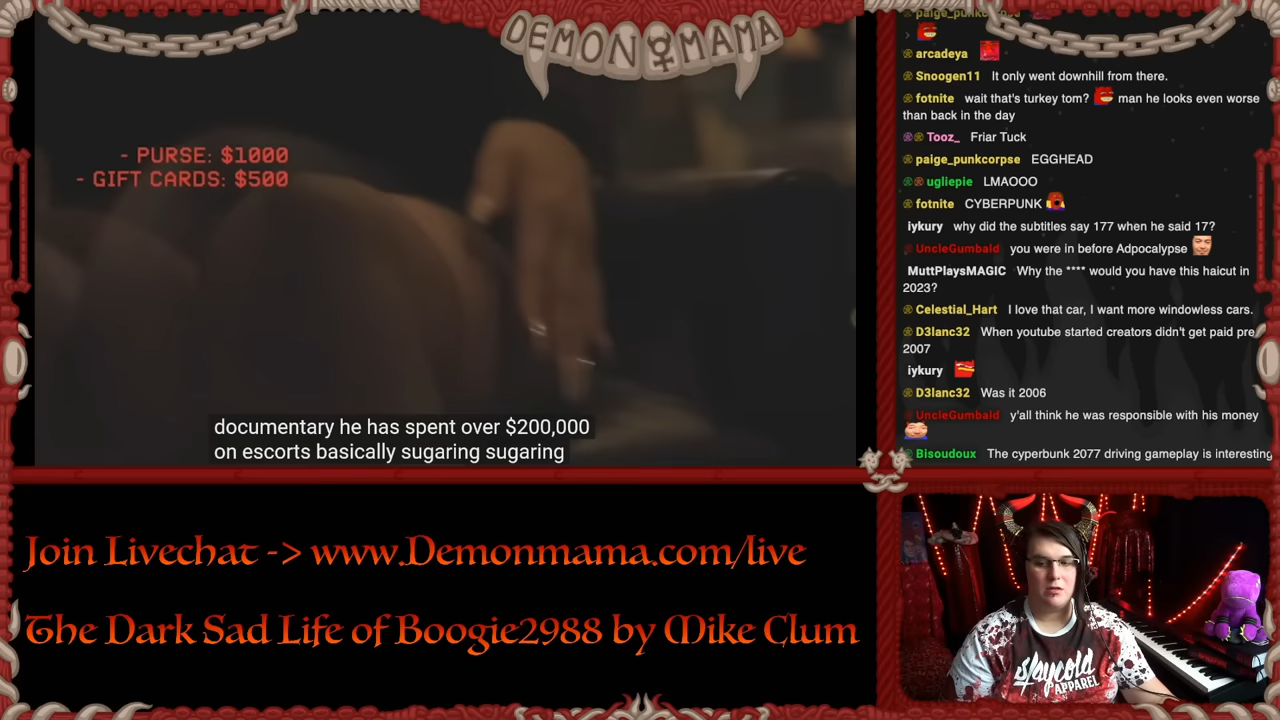 DEMON MAMA
- PURSE: $1000
- GIFT CARDS: $500
documentary he has spent over $200,000
on escorts basically sugaring sugaring
arcadeya
Snoogen11 It only went downhill from there.
fotnite wait that's turkey tom? man he looks even worse
than back in the day
Tooz_ Friar Tuck
paige_punkcorpse EGGHEAD
ugliepie LMAOOO
fotnite CYBERPUNK
iykury why did the subtitles say 177 when he said 17?
UncleGumbald you were in before Adpocalypse
MuttPlaysMAGIC Why the **** would you have this haicut in
2023?
Celestial_Hart I love that car, I want more windowless cars.
D3lanc32 When youtube started creators didn't get paid pre
2007
iykury
D3lanc32 Was it 2006
UncleGumbald y'all think he was responsible with his money
Bisoudoux The cyperbunk 2077 driving gameplay is interesting
Join Livechat -> www.Demonmama.com/live
The Dark Sad Life of Boogie2988 by Mike Clum
staycold
APPAREL